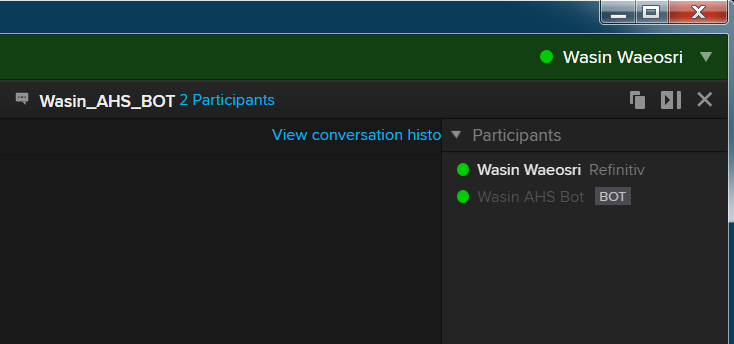 Wasin Waeosri
Wasin_AHS_BOT 2 Participants
View conversation histo
Participants
Wasin Waeosri Refinitiv
Wasin AHS Bot BOT